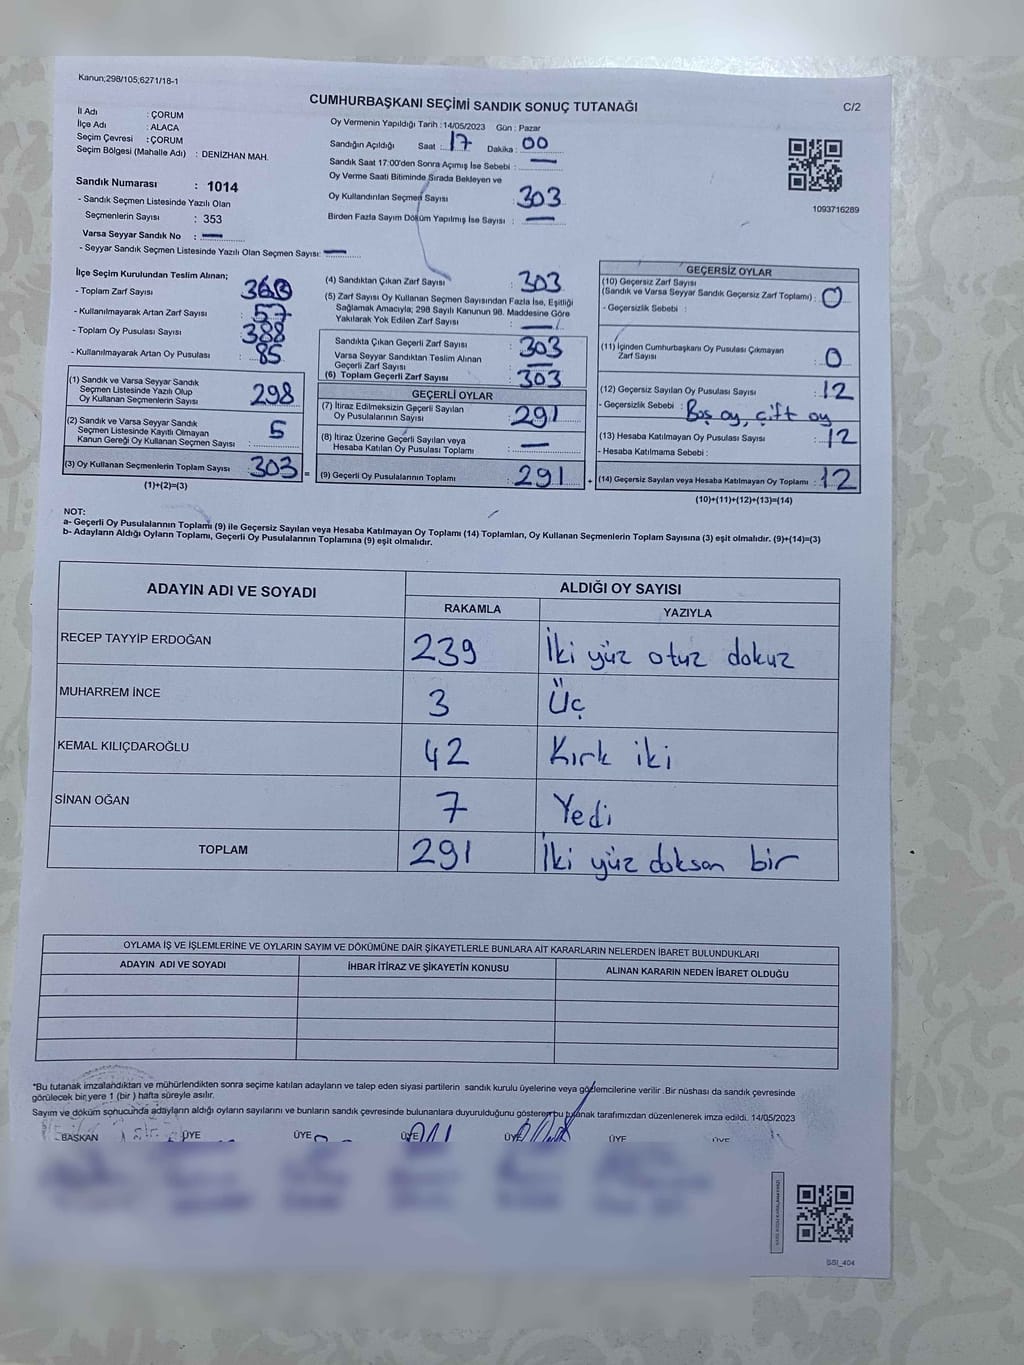 Kanun;298/105;6271/18-1
CUMHURBAŞKANI SEÇİMİ SANDIK SONUÇ TUTANAĞI
C/2
İl Adı : ÇORUM
İlçe Adı : ALACA
Seçim Çevresi : ÇORUM
Seçim Bölgesi (Mahalle Adı) : DENİZHAN MAH.
Sandık Numarası : 1014
- Sandık Seçmen Listesinde Yazılı Olan
Seçmenlerin Sayısı : 353
Varsa Seyyar Sandık No : —
- Seyyar Sandık Seçmen Listesinde Yazılı Olan Seçmen Sayısı: —
Oy Vermenin Yapıldığı Tarih :14/05/2023 Gün : Pazar
Sandığın Açıldığı Saat : 17 Dakika : 00
Sandık Saat 17:00'den Sonra Açımış İse Sebebi : —
Oy Verme Saati Bitiminde Sırada Bekleyen ve
Oy Kullandırılan Seçmen Sayısı : 303
Birden Fazla Sayım Döküm Yapılmış İse Sayısı : —
1093716289
İlçe Seçim Kurulundan Teslim Alınan;
- Toplam Zarf Sayısı
- Kullanılmayarak Artan Zarf Sayısı : 57
- Toplam Oy Pusulası Sayısı : 388
- Kullanılmayarak Artan Oy Pusulası : 85
(1) Sandık ve Varsa Seyyar Sandık
Seçmen Listesinde Yazılı Olup
Oy Kullanan Seçmenlerin Sayısı 298
(2) Sandık ve Varsa Seyyar Sandık
Seçmen Listesinde Kayıtlı Olmayan
Kanun Gereği Oy Kullanan Seçmen Sayısı : 5
(3) Oy Kullanan Seçmenlerin Toplam Sayısı 303 =
(1)+(2)=(3)
(4) Sandıktan Çıkan Zarf Sayısı : 303
(5) Zarf Sayısı Oy Kullanan Seçmen Sayısından Fazla İse, Eşitliği
Sağlamak Amacıyla; 298 Sayılı Kanunun 98. Maddesine Göre
Yakılarak Yok Edilen Zarf Sayısı : —
Sandıkta Çıkan Geçerli Zarf Sayısı : 303
Varsa Seyyar Sandıktan Teslim Alınan
Geçerli Zarf Sayısı : —
(6) Toplam Geçerli Zarf Sayısı : 303
GEÇERLİ OYLAR
(7) İtiraz Edilmeksizin Geçerli Sayılan
Oy Pusulalarının Sayısı : 291
(8) İtiraz Üzerine Geçerli Sayılan veya
Hesaba Katılan Oy Pusulası Toplamı : —
(9) Geçerli Oy Pusulalarının Toplamı : 291 +
GEÇERSİZ OYLAR
(10) Geçersiz Zarf Sayısı
(Sandık ve Varsa Seyyar Sandık Geçersiz Zarf Toplamı) : 0
- Geçersizlik Sebebi :
(11) İçinden Cumhurbaşkanı Oy Pusulası Çıkmayan
Zarf Sayısı : 0
(12) Geçersiz Sayılan Oy Pusulası Sayısı : 12
- Geçersizlik Sebebi : Boş oy, çift oy
(13) Hesaba Katılmayan Oy Pusulası Sayısı : 12
- Hesaba Katılmama Sebebi :
(14) Geçersiz Sayılan veya Hesaba Katılmayan Oy Toplamı : 12
(10)+(11)+(12)+(13)=(14)
NOT:
a- Geçerli Oy Pusulalarının Toplamı (9) ile Geçersiz Sayılan veya Hesaba Katılmayan Oy Toplamı (14) Toplamları, Oy Kullanan Seçmenlerin Toplam Sayısına (3) eşit olmalıdır. (9)+(14)=(3)
b- Adayların Aldığı Oyların Toplamı, Geçerli Oy Pusulalarının Toplamına (9) eşit olmalıdır.
ADAYIN ADI VE SOYADI
ALDIĞI OY SAYISI
RAKAMLA YAZIYLA
RECEP TAYYİP ERDOĞAN 239 İki yüz otuz dokuz
MUHARREM İNCE 3 Üç
KEMAL KILIÇDAROĞLU 42 Kırk iki
SİNAN OĞAN 7 Yedi
TOPLAM 291 İki yüz doksan bir
OYLAMA İŞ VE İŞLEMLERİNE VE OYLARIN SAYIM VE DÖKÜMÜNE DAİR ŞİKAYETLERLE BUNLARA AİT KARARLARIN NELERDEN İBARET BULUNDUKLARI
ADAYIN ADI VE SOYADI İHBAR İTİRAZ VE ŞİKAYETİN KONUSU ALINAN KARARIN NEDEN İBARET OLDUĞU
*Bu tutanak imzalandıktan ve mühürlendikten sonra seçime katılan adayların ve talep eden siyasi partilerin sandık kurulu üyelerine veya gözlemcilerine verilir. Bir nüshası da sandık çevresinde
görülecek bir yere 1 (bir ) hafta süreyle asılır.
Sayım ve döküm sonucunda adayların aldığı oyların sayılarını ve bunların sandık çevresinde bulunanlara duyurulduğunu gösteren bu tutanak tarafımızdan düzenlenerek imza edildi. 14/05/2023
BAŞKAN ÜYE ÜYE ÜYE ÜYE ÜYE ÜYE